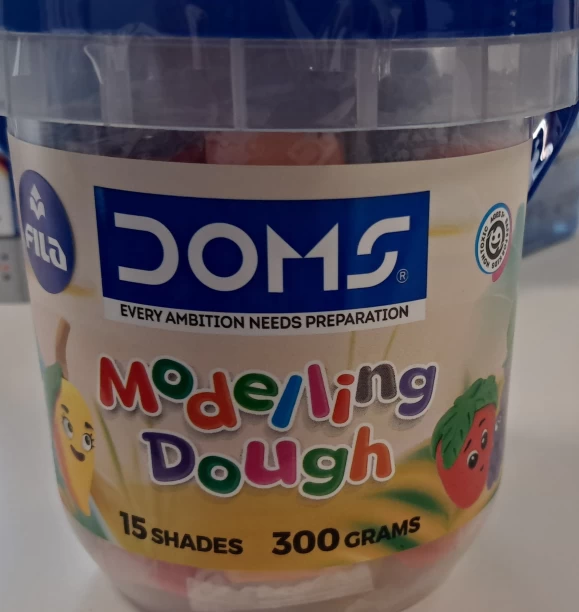 FILA
DOMS®
EVERY AMBITION NEEDS PREPARATION
Modelling
Dough
15 SHADES 300 GRAMS